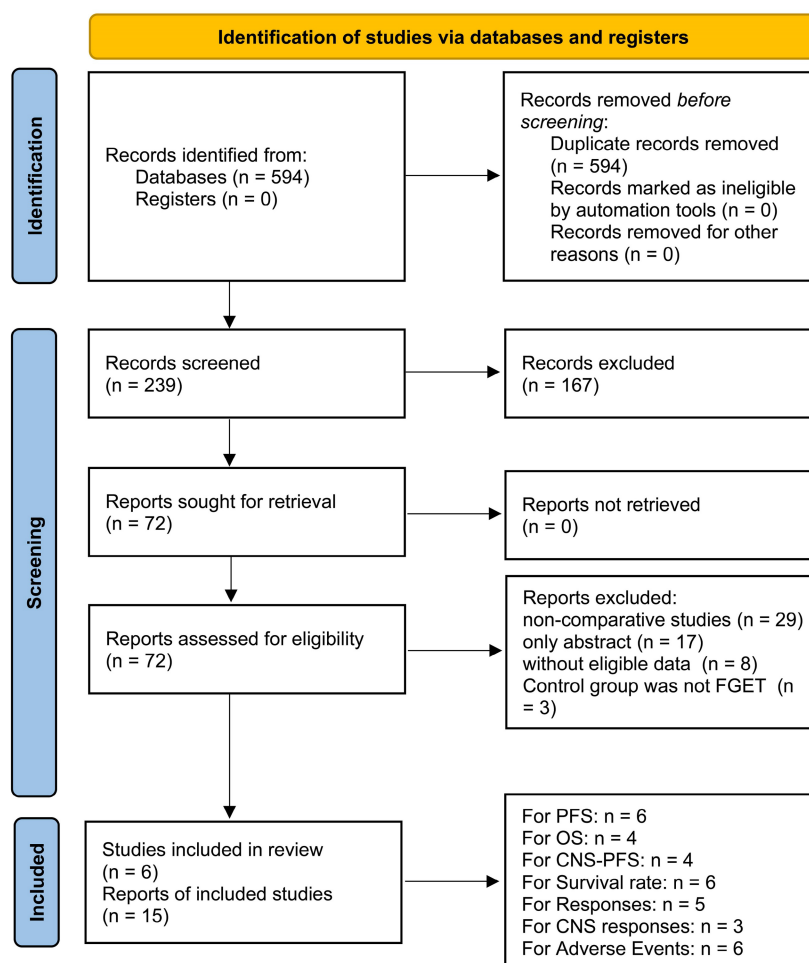 Identification of studies via databases and registers
Identification
Records identified from:
Databases (n = 594)
Registers (n = 0)
Records removed before
screening:
Duplicate records removed
(n = 594)
Records marked as ineligible
by automation tools (n = 0)
Records removed for other
reasons (n = 0)
Screening
Records screened
(n = 239)
Records excluded
(n = 167)
Reports sought for retrieval
(n = 72)
Reports not retrieved
(n = 0)
Reports assessed for eligibility
(n = 72)
Reports excluded:
non-comparative studies (n = 29)
only abstract (n = 17)
without eligible data (n = 8)
Control group was not FGET (n
= 3)
Included
Studies included in review
(n = 6)
Reports of included studies
(n = 15)
For PFS: n = 6
For OS: n = 4
For CNS-PFS: n = 4
For Survival rate: n = 6
For Responses: n = 5
For CNS responses: n = 3
For Adverse Events: n = 6